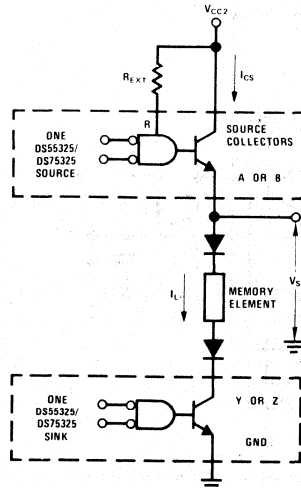 VCC2
REXT
ICS
R
ONE
DS55325/
DS75325
SOURCE
SOURCE
COLLECTORS
A OR B
VS
IL
MEMORY
ELEMENT
ONE
DS55325/
DS75325
SINK
Y OR Z
GND